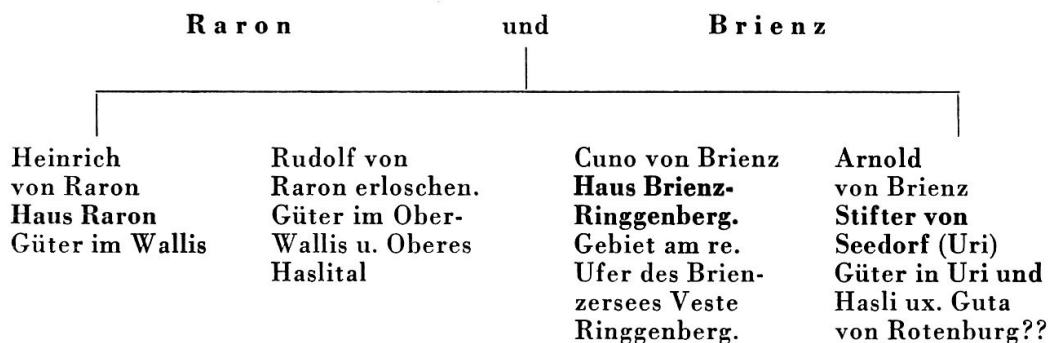 Raron und Brienz
Heinrich
von Raron
Haus Raron
Güter im Wallis
Rudolf von
Raron erloschen.
Güter im Ober-
Wallis u. Oberes
Haslital
Cuno von Brienz
Haus Brienz-
Ringgenberg.
Gebiet am re.
Ufer des Brien-
zersees Veste
Ringgenberg.
Arnold
von Brienz
Stifter von
Seedorf (Uri)
Güter in Uri und
Hasli ux. Guta
von Rotenburg??